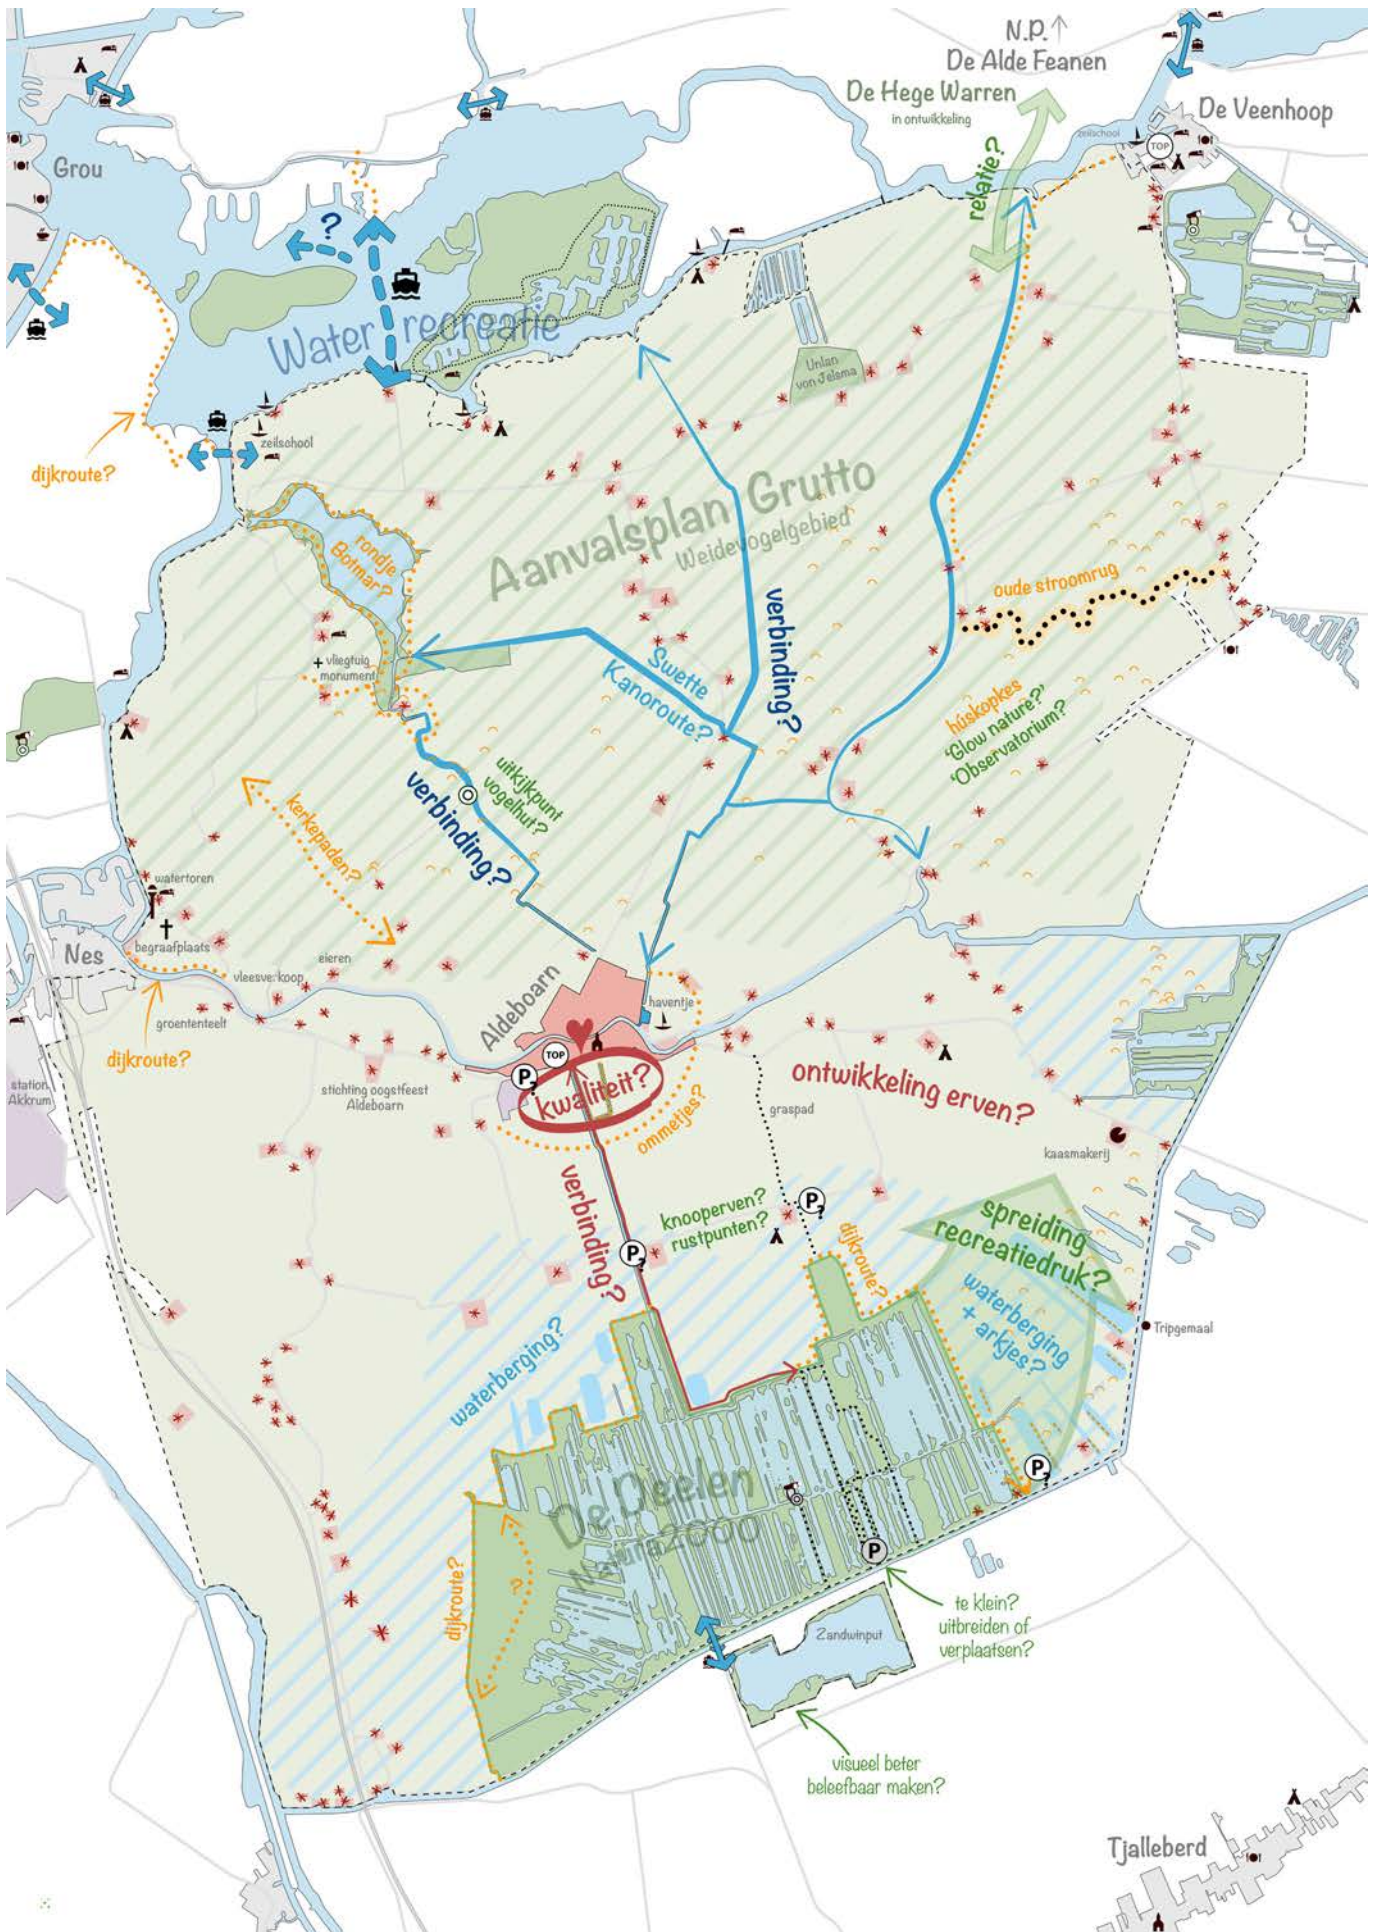 N.P.
De Alde Feanen
De Hege Warren
in ontwikkeling
De Veenhoop
zeilschool
TOP
relatie?
Grou
?
Water recreatie
Unlan
von Jelsma
dijkroute?
zeilschool
Aanvalsplan Grutto
Weidevogelgebied
rondje
Botmar?
oude stroomrug
verbinding?
Swette
Kanoroute?
+ vliegtuig
monument
húskopkes
'Glow nature?'
'Observatorium?
uitkijkpunt
vogelhut?
verbinding?
kerkepaden?
watertoren
begraafplaats
Nes
eieren
vleesverkoop
groententeelt
dijkroute?
Aldeboarn
haventje
TOP
P?
kwaliteit?
ommetjes?
station
Akkrum
stichting oogstfeest
Aldeboarn
ontwikkeling erven?
graspad
kaasmakerij
verbinding?
knooperven?
rustpunten?
P?
P?
dijkroute?
spreiding
recreatiedruk?
waterberging
+ arkjes?
Tripgemaal
waterberging?
De Deelen
Natura2000
P?
P
dijkroute?
?
te klein?
uitbreiden of
verplaatsen?
Zandwinput
visueel beter
beleefbaar maken?
Tjalleberd